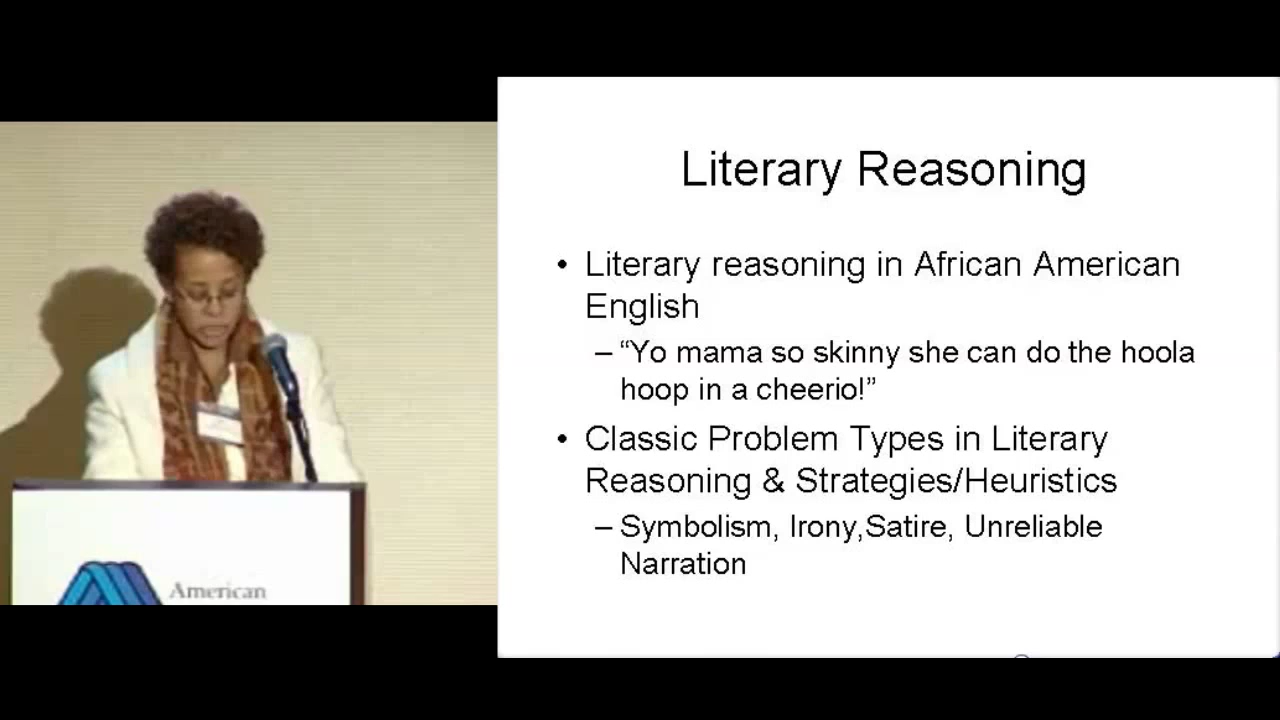 Literary Reasoning
• Literary reasoning in African American
English
– “Yo mama so skinny she can do the hoola
hoop in a cheerio!”
• Classic Problem Types in Literary
Reasoning & Strategies/Heuristics
– Symbolism, Irony,Satire, Unreliable
Narration
American